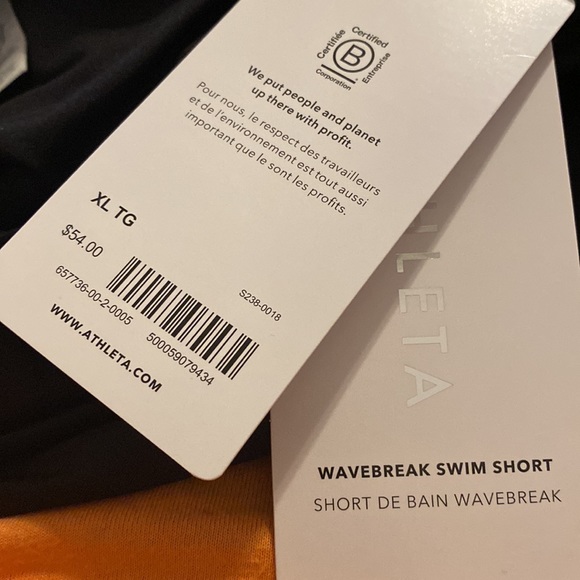 Certified
Certifiée
B
Corporation
Entreprise
We put people and planet
up there with profit.
Pour nous, le respect des travailleurs
et de l'environnement est tout aussi
important que le sont les profits.
XL TG
$54.00
S238-0018
657736-00-2-0005
500059079434
WWW.ATHLETA.COM
HLETA
WAVEBREAK SWIM SHORT
SHORT DE BAIN WAVEBREAK